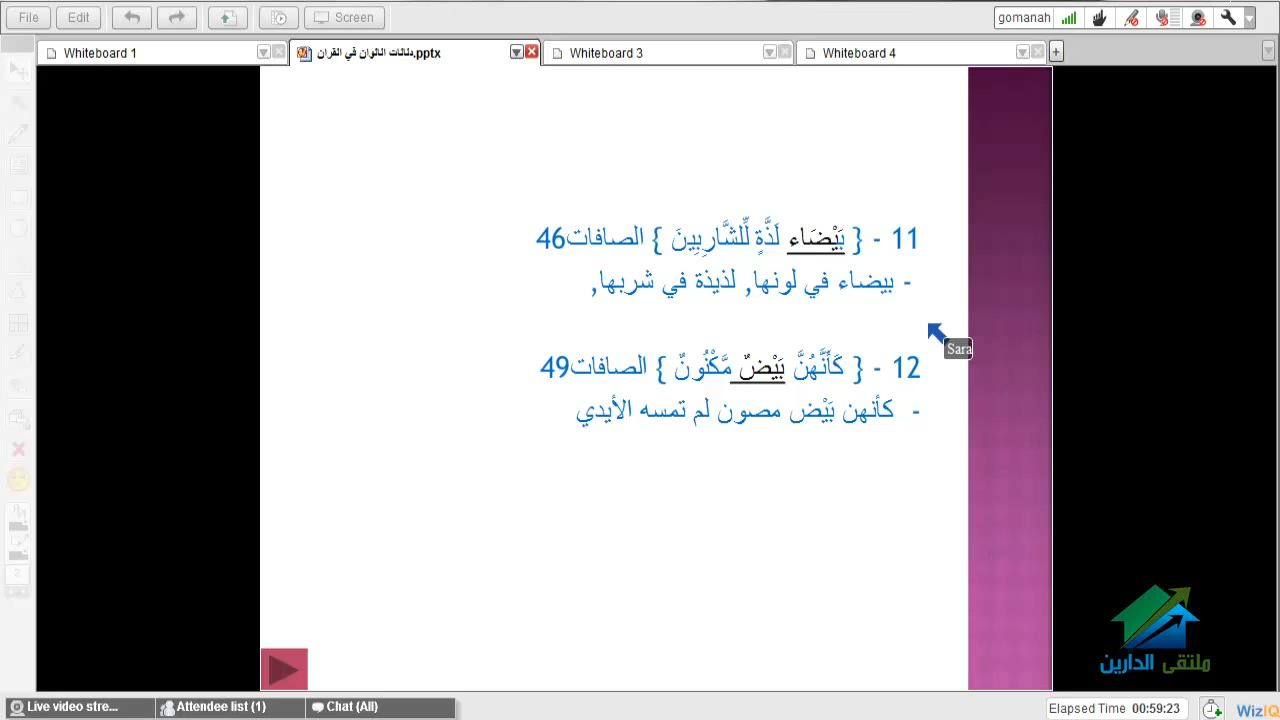 File Edit Screen gomanah
Whiteboard 1 دلالات الالوان في القران.pptx Whiteboard 3 Whiteboard 4 +
11 - { بَيْضَاء لَذَّةٍ لِّلشَّارِبِينَ } الصافات46
- بيضاء في لونها, لذيذة في شربها,
Sara
12 - { كَأَنَّهُنَّ بَيْضٌ مَّكْنُونٌ } الصافات49
- كأنهن بَيْض مصون لم تمسه الأيدي
ملتقى الدارين
Live video stre... Attendee list (1) Chat (All) Elapsed Time 00:59:23 WizIQ